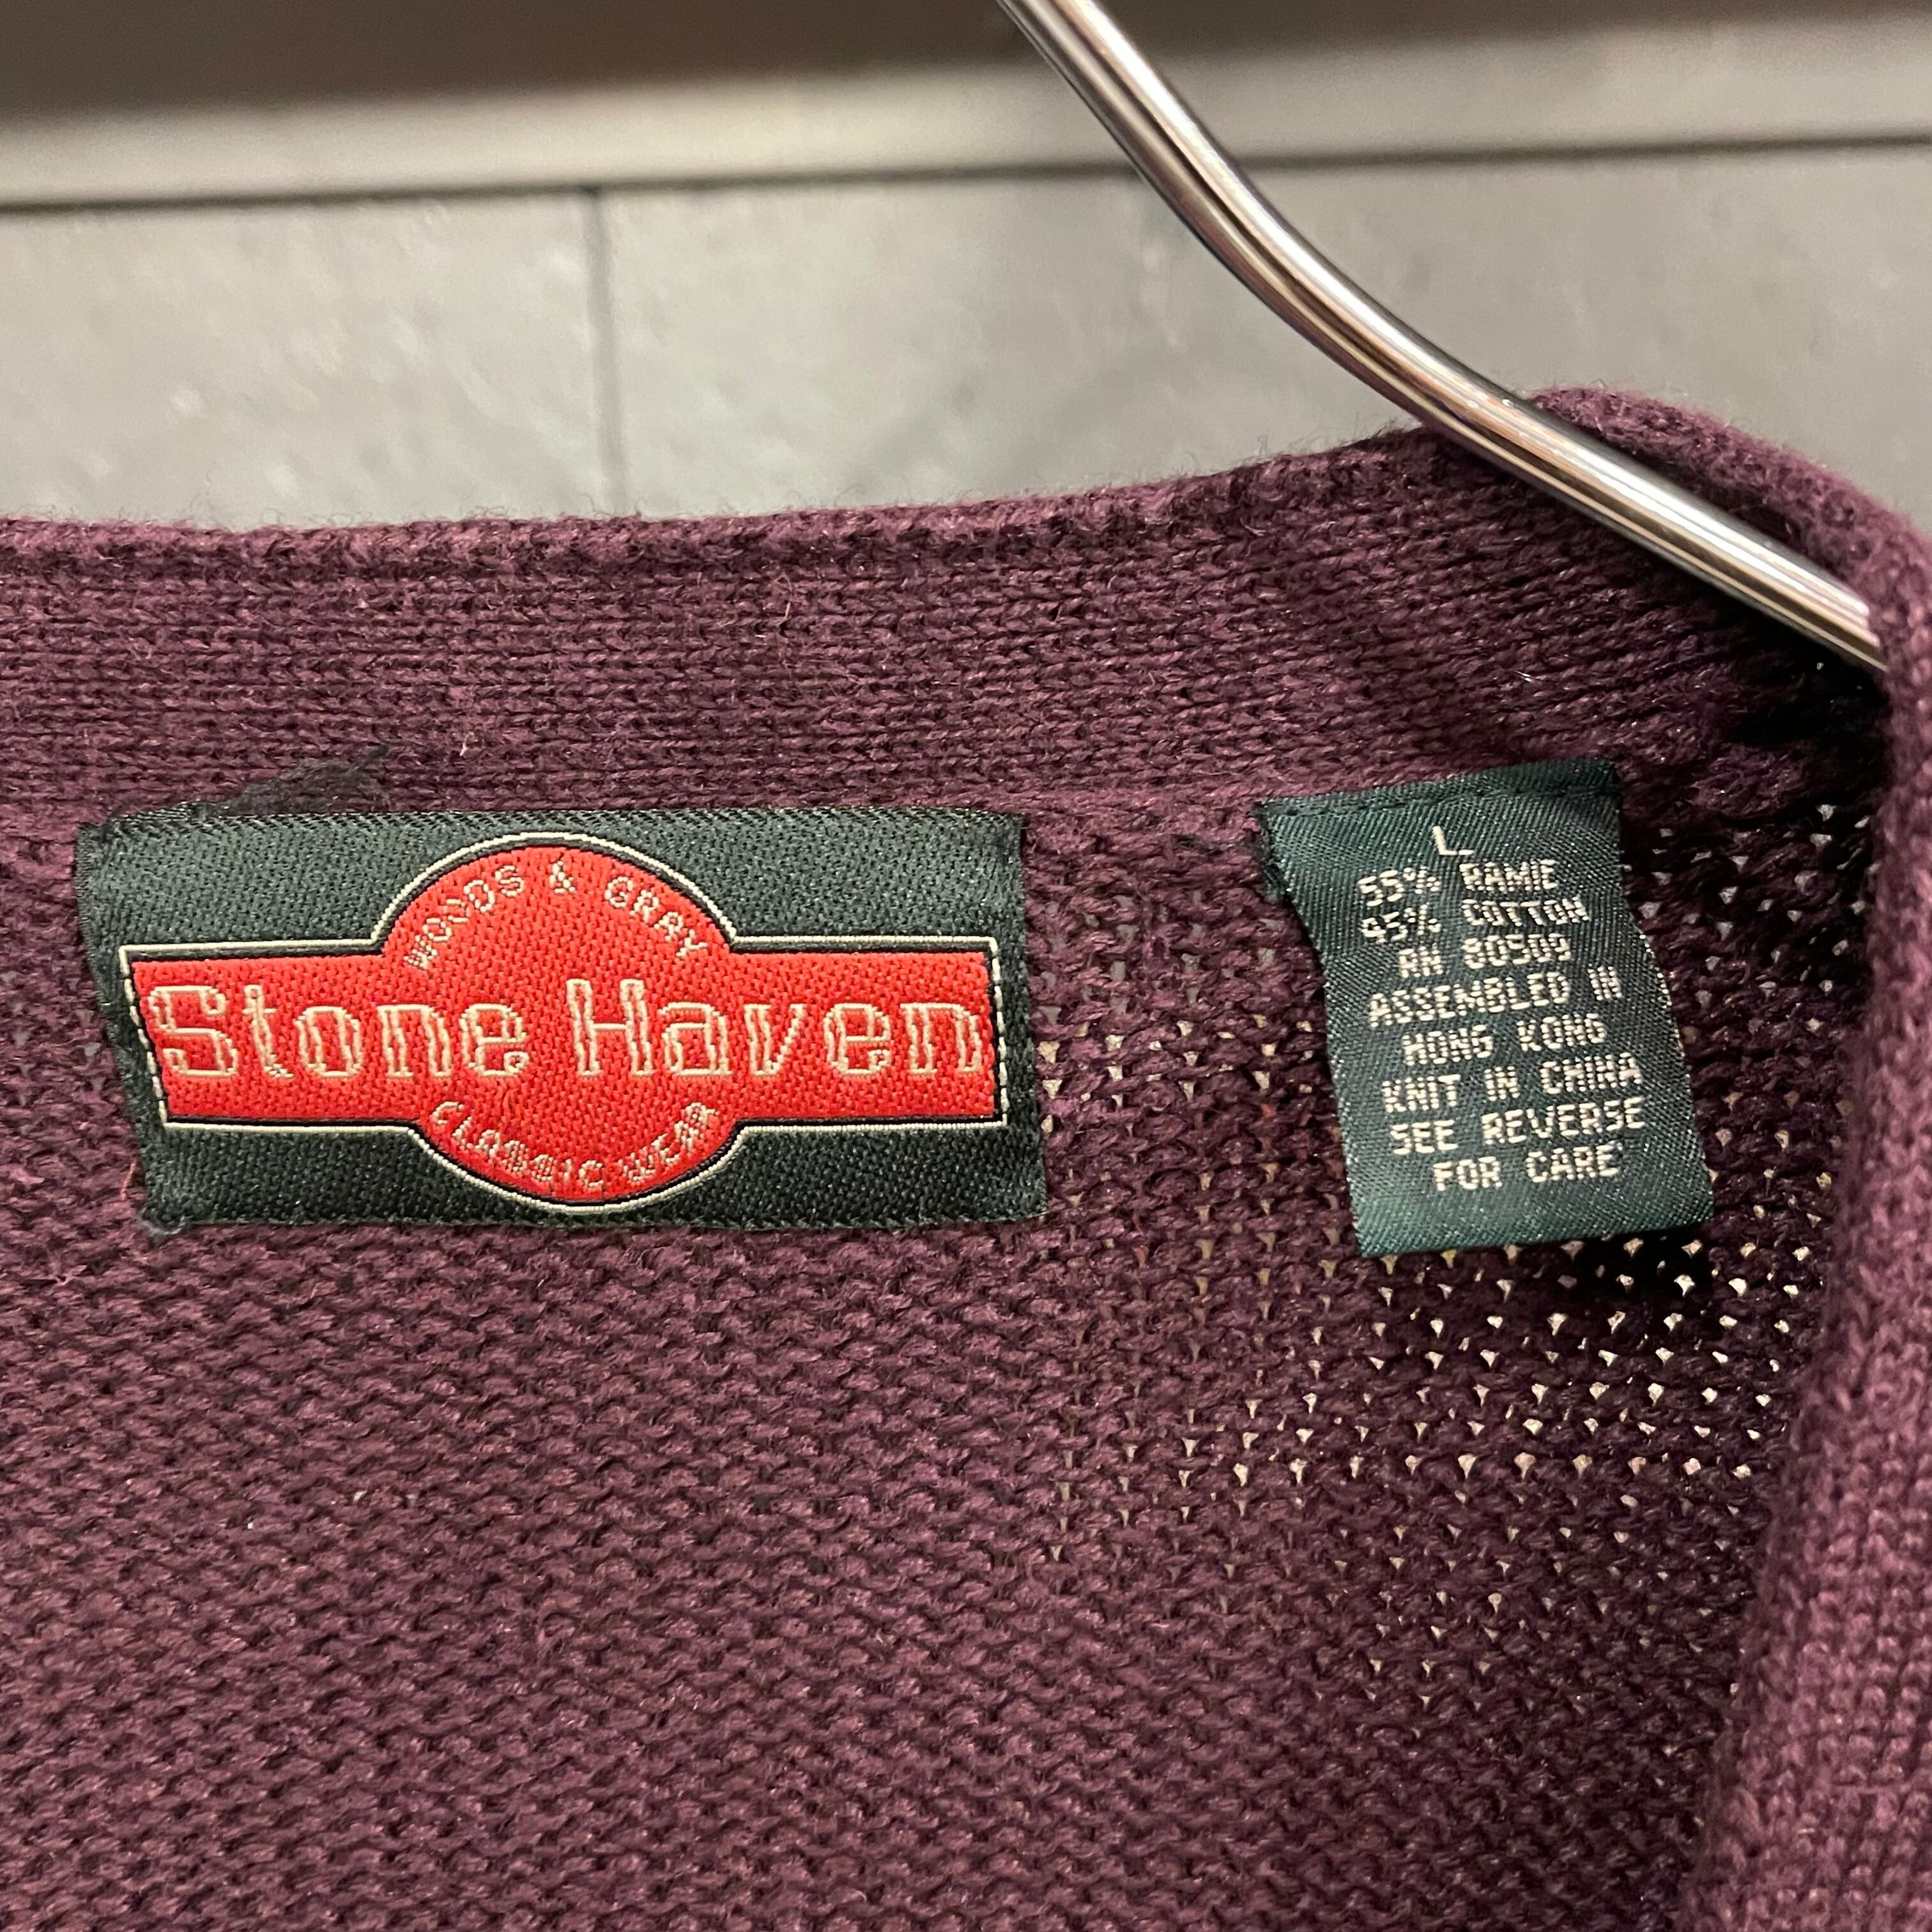 WOODS & GRAY
Stone Haven
CLASSIC WEAR
L
55% RAMIE
45% COTTON
RN 80509
ASSEMBLED IN
HONG KONG
KNIT IN CHINA
SEE REVERSE
FOR CARE